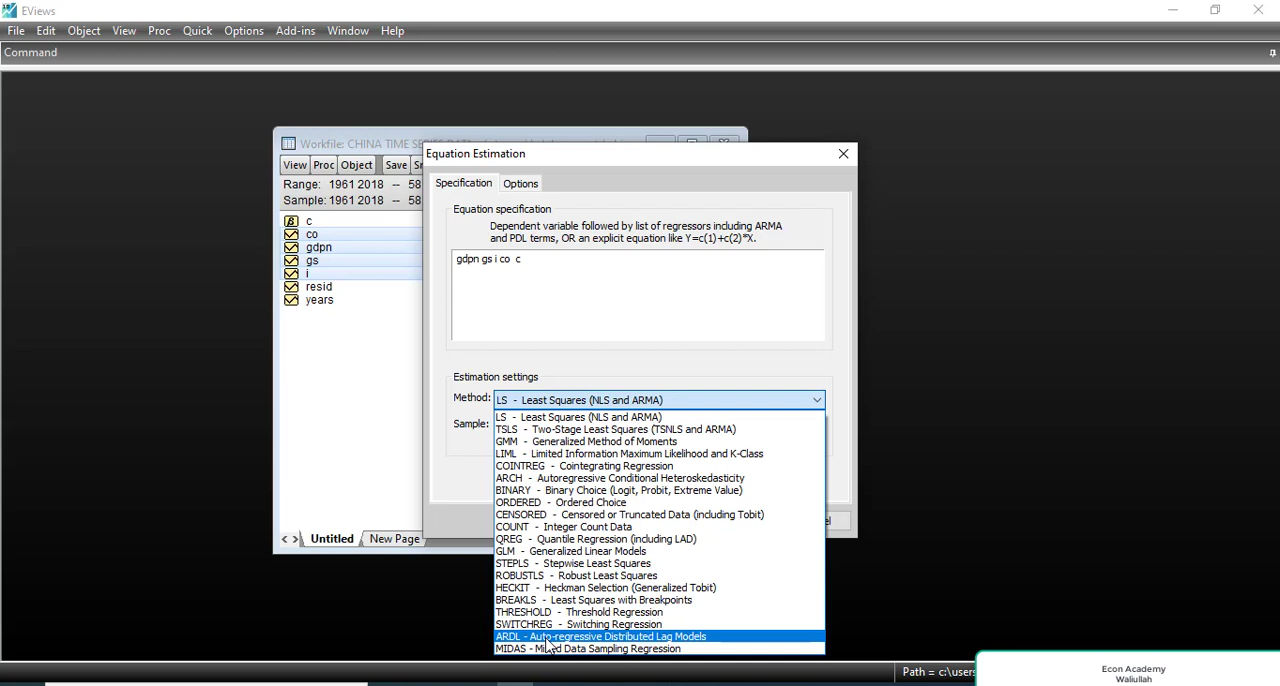 EViews
File Edit Object View Proc Quick Options Add-ins Window Help
Command
Workfile: CHINA TIME SERIES DATA
View Proc Object Save
Range: 1961 2018 -- 58
Sample: 1961 2018 -- 58
c
co
gdpn
gs
i
resid
years
Untitled New Page
Equation Estimation
Specification Options
Equation specification
Dependent variable followed by list of regressors including ARMA
and PDL terms, OR an explicit equation like Y=c(1)+c(2)*X.
gdpn gs i co c
Estimation settings
Method: LS - Least Squares (NLS and ARMA)
Sample:
LS - Least Squares (NLS and ARMA)
TSLS - Two-Stage Least Squares (TSNLS and ARMA)
GMM - Generalized Method of Moments
LIML - Limited Information Maximum Likelihood and K-Class
COINTREG - Cointegrating Regression
ARCH - Autoregressive Conditional Heteroskedasticity
BINARY - Binary Choice (Logit, Probit, Extreme Value)
ORDERED - Ordered Choice
CENSORED - Censored or Truncated Data (including Tobit)
COUNT - Integer Count Data
QREG - Quantile Regression (including LAD)
GLM - Generalized Linear Models
STEPLS - Stepwise Least Squares
ROBUSTLS - Robust Least Squares
HECKIT - Heckman Selection (Generalized Tobit)
BREAKLS - Least Squares with Breakpoints
THRESHOLD - Threshold Regression
SWITCHREG - Switching Regression
ARDL - Auto-regressive Distributed Lag Models
MIDAS - Mixed Data Sampling Regression
Path = c:\users
Econ Academy
Waliullah